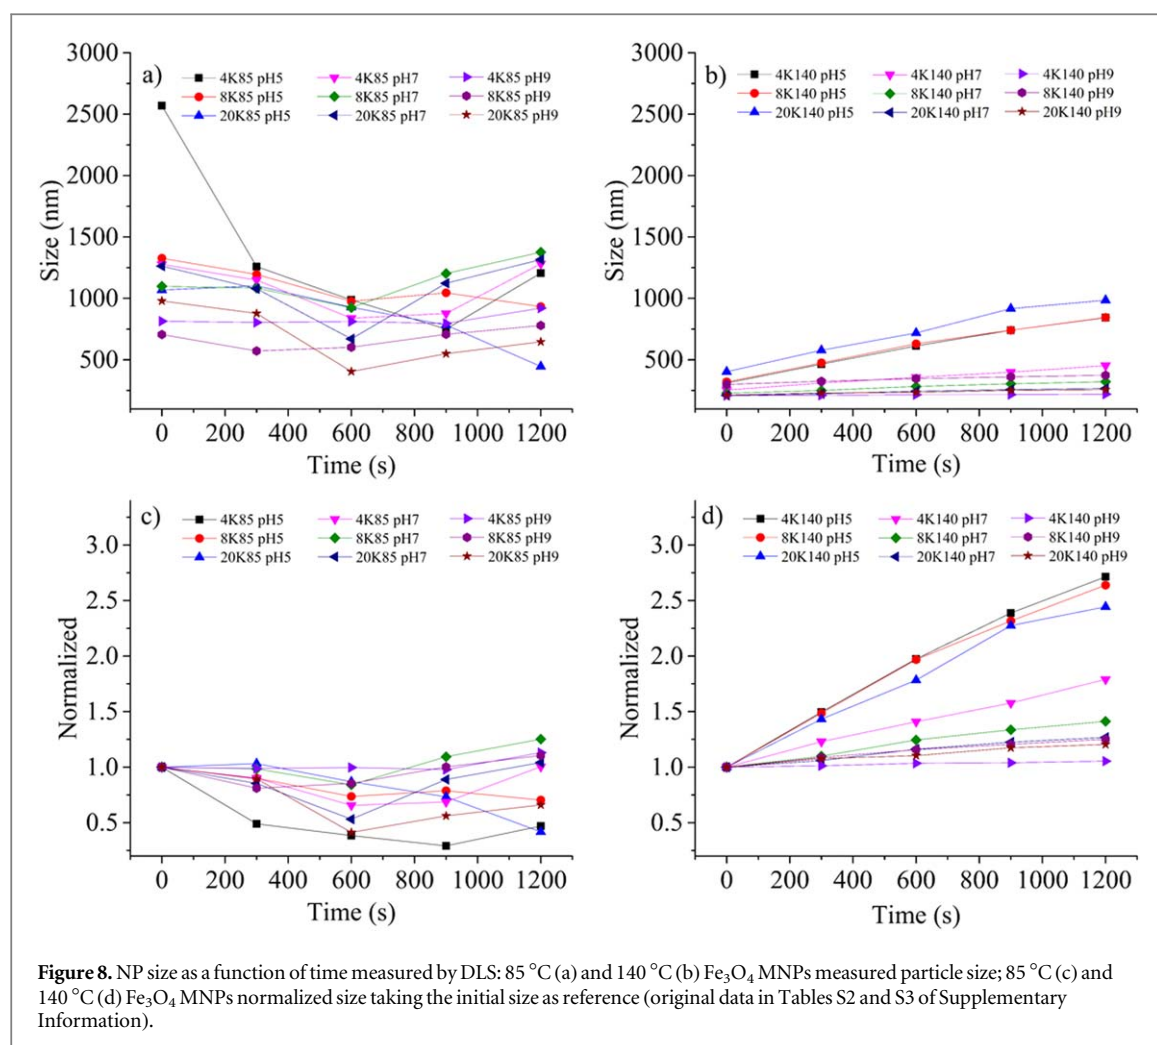 3000
2500
2000
1500
1000
500
Size (nm)
a)
4K85 pH5 4K85 pH7 4K85 pH9
8K85 pH5 8K85 pH7 8K85 pH9
20K85 pH5 20K85 pH7 20K85 pH9
0 200 400 600 800 1000 1200
Time (s)
3000
2500
2000
1500
1000
500
Size (nm)
b)
4K140 pH5 4K140 pH7 4K140 pH9
8K140 pH5 8K140 pH7 8K140 pH9
20K140 pH5 20K140 pH7 20K140 pH9
0 200 400 600 800 1000 1200
Time (s)
3.0
2.5
2.0
1.5
1.0
0.5
Normalized
c)
4K85 pH5 4K85 pH7 4K85 pH9
8K85 pH5 8K85 pH7 8K85 pH9
20K85 pH5 20K85 pH7 20K85 pH9
0 200 400 600 800 1000 1200
Time (s)
3.0
2.5
2.0
1.5
1.0
0.5
Normalized
d)
4K140 pH5 4K140 pH7 4K140 pH9
8K140 pH5 8K140 pH7 8K140 pH9
20K140 pH5 20K140 pH7 20K140 pH9
0 200 400 600 800 1000 1200
Time (s)
Figure 8. NP size as a function of time measured by DLS: 85 °C (a) and 140 °C (b) Fe₃O₄ MNPs measured particle size; 85 °C (c) and
140 °C (d) Fe₃O₄ MNPs normalized size taking the initial size as reference (original data in Tables S2 and S3 of Supplementary
Information).